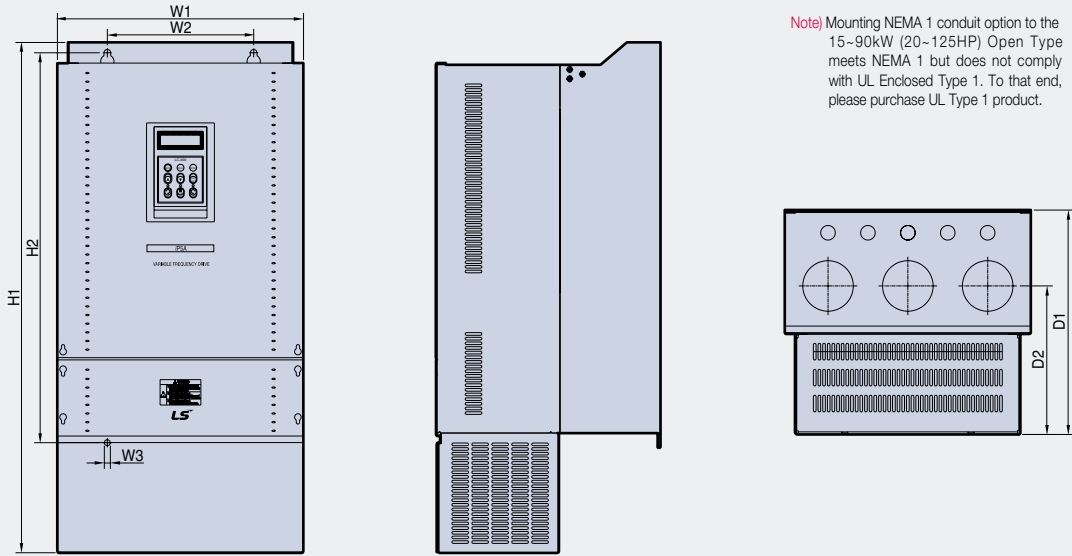 W1
W2
H2
H1
iP5A
VARIABLE FREQUENCY DRIVE
LS
W3
Note) Mounting NEMA 1 conduit option to the
15~90kW (20~125HP) Open Type
meets NEMA 1 but does not comply
with UL Enclosed Type 1. To that end,
please purchase UL Type 1 product.
D1
D2